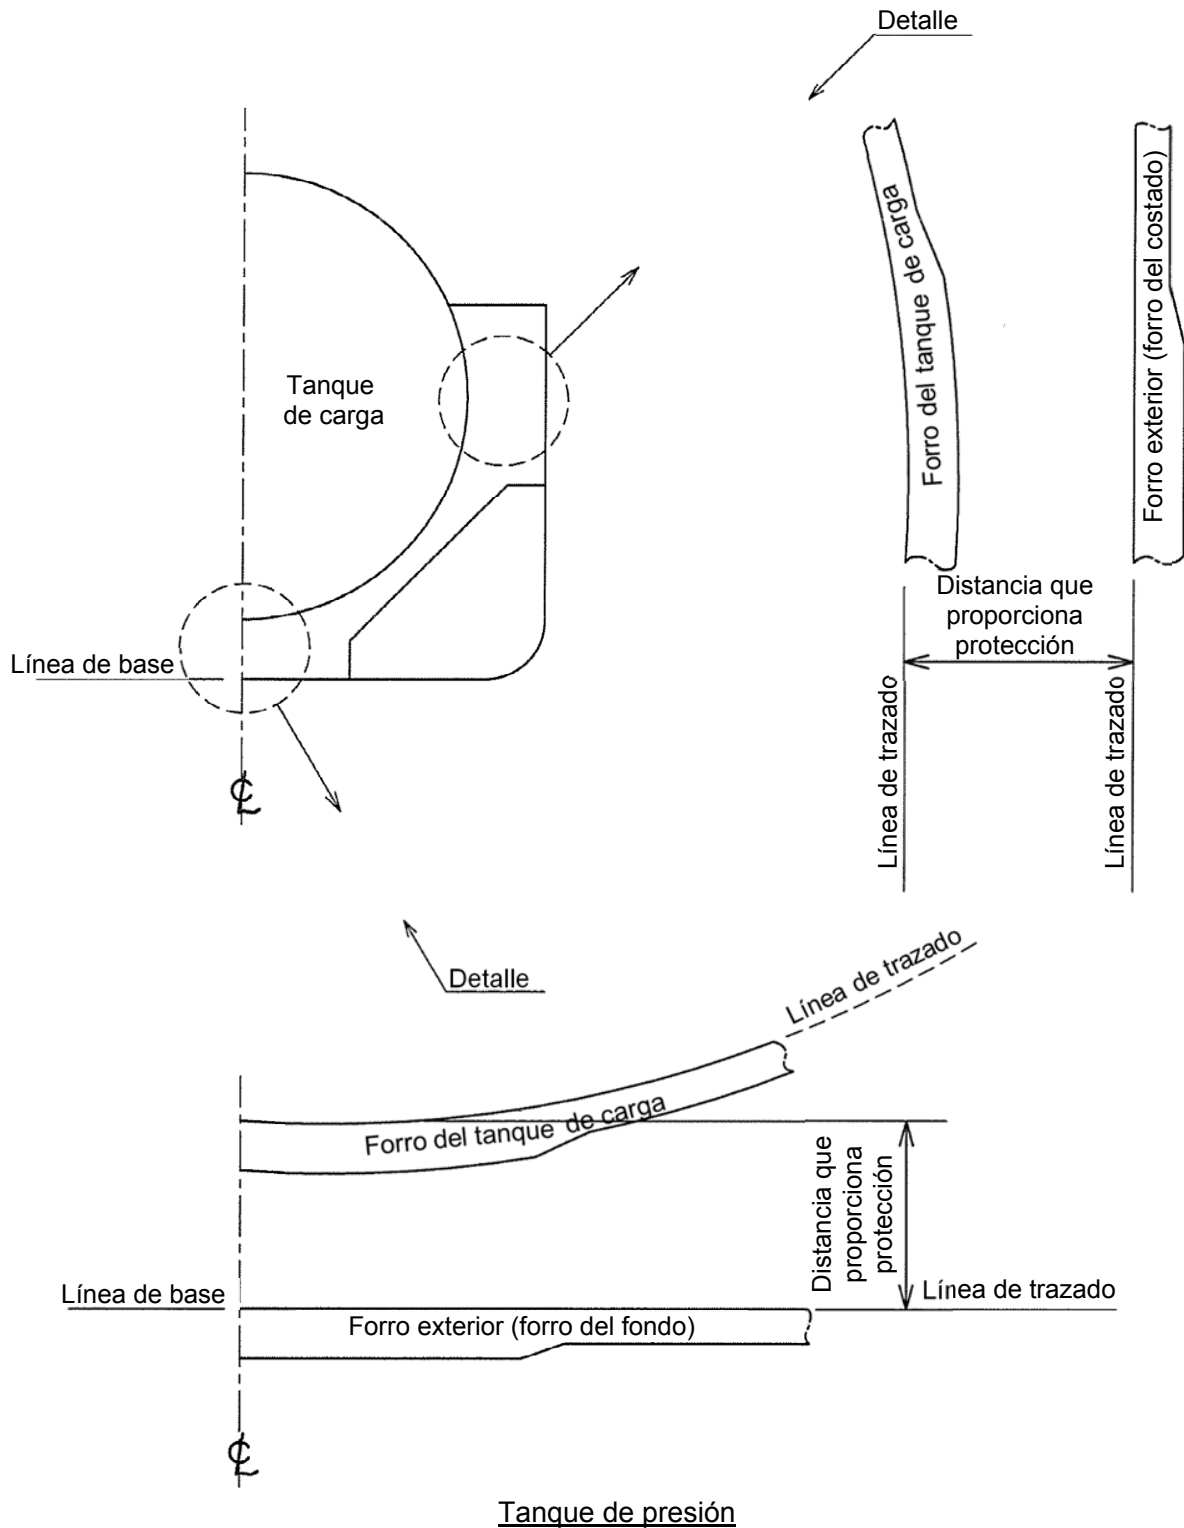 Detalle
Tanque
de carga
Forro del tanque de carga
Forro exterior (forro del costado)
Distancia que
proporciona
protección
Línea de base
Línea de trazado
Línea de trazado
℄
Detalle
Línea de trazado
Forro del tanque de carga
Distancia que
proporciona
protección
Línea de base
Línea de trazado
Forro exterior (forro del fondo)
℄
Tanque de presión